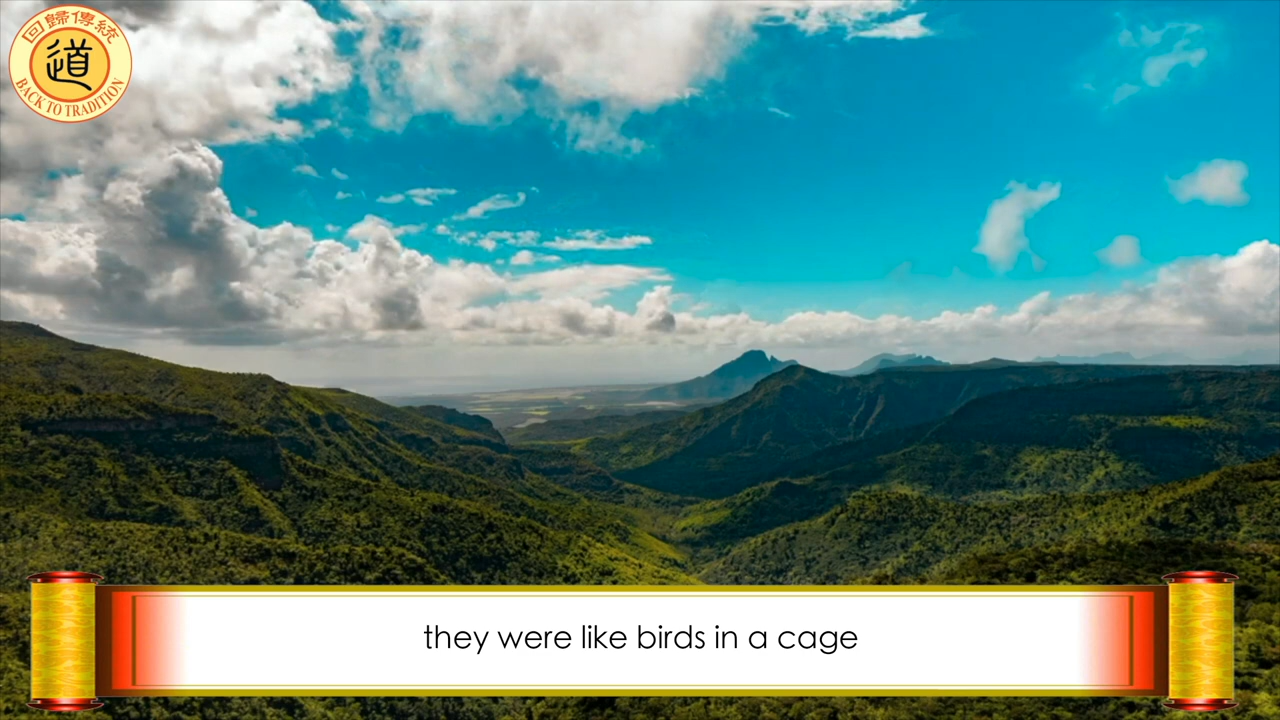 回歸傳統
道
BACK TO TRADITION
they were like birds in a cage